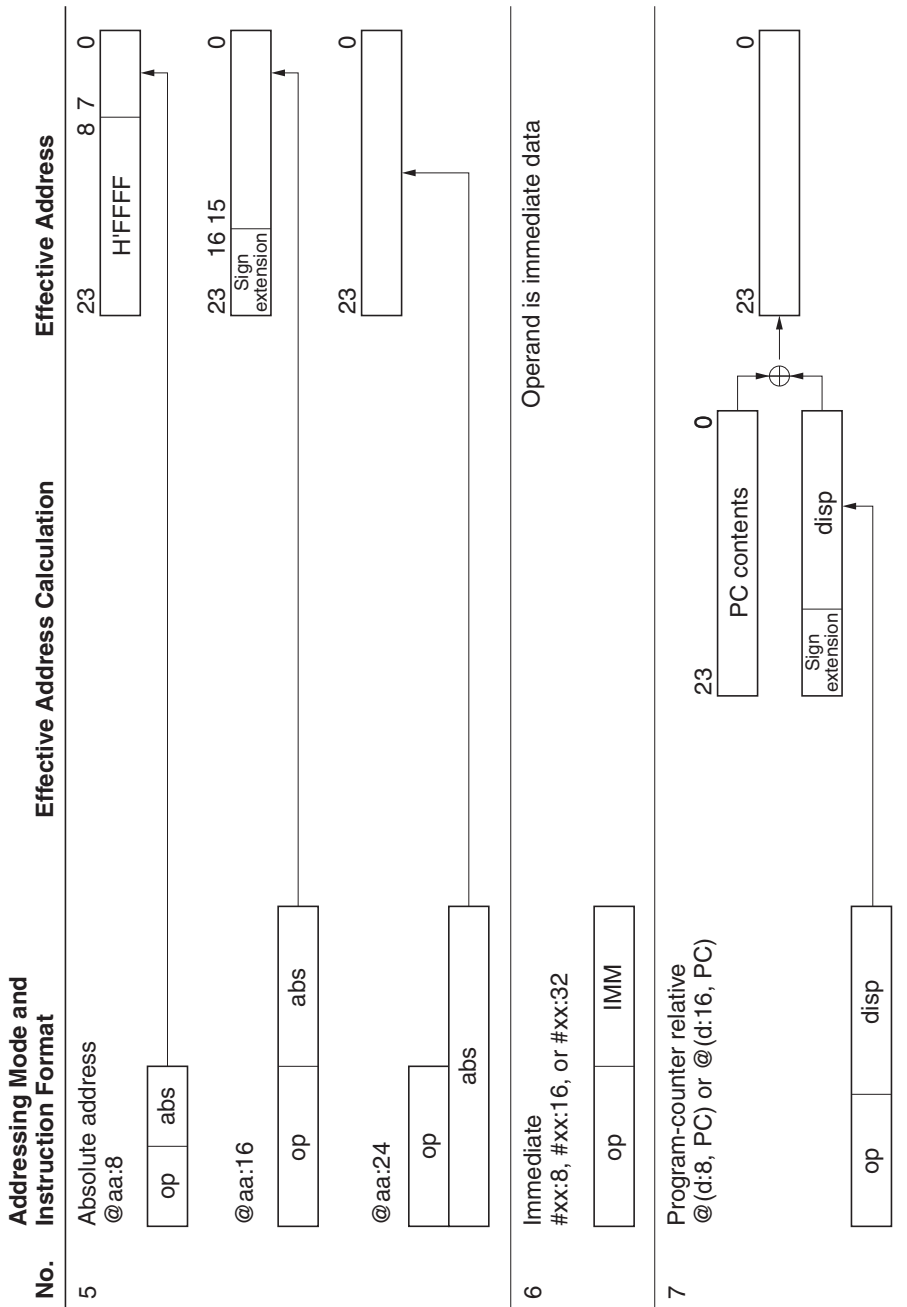 No.
Addressing Mode and
Instruction Format
Effective Address Calculation
Effective Address
5
Absolute address
@aa:8
op
abs
23
8 7
0
H'FFFF
@aa:16
op
abs
23
16 15
0
Sign
extension
@aa:24
op
abs
23
0
6
Immediate
#xx:8, #xx:16, or #xx:32
op
IMM
Operand is immediate data
7
Program-counter relative
@(d:8, PC) or @(d:16, PC)
op
disp
23
0
PC contents
Sign
extension
disp
23
0